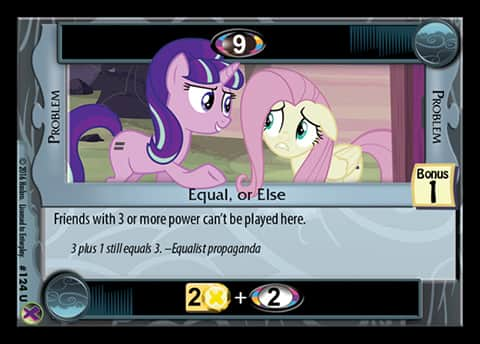 9
PROBLEM
PROBLEM
Equal, or Else
Bonus
1
Friends with 3 or more power can't be played here.
3 plus 1 still equals 3. –Equalist propaganda
© 2016 Hasbro. Licensed to Enterplay.
#124 U
2 + 2